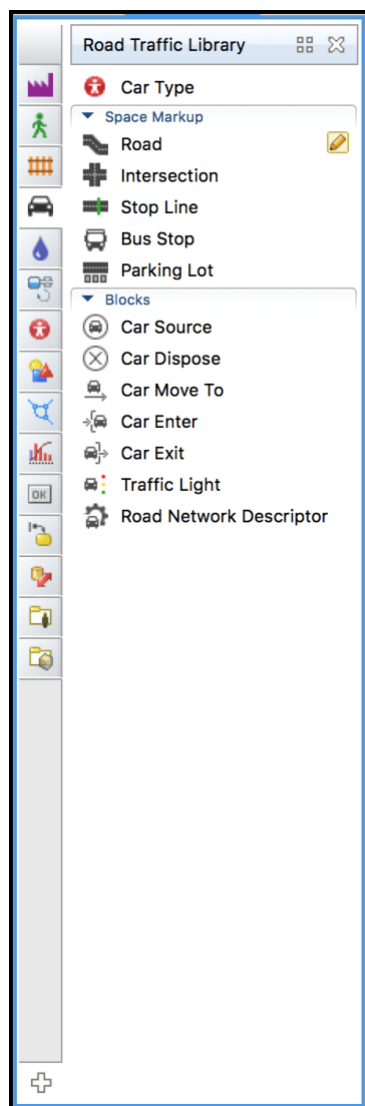 Road Traffic Library
Car Type
Space Markup
Road
Intersection
Stop Line
Bus Stop
Parking Lot
Blocks
Car Source
Car Dispose
Car Move To
Car Enter
Car Exit
Traffic Light
Road Network Descriptor
OK